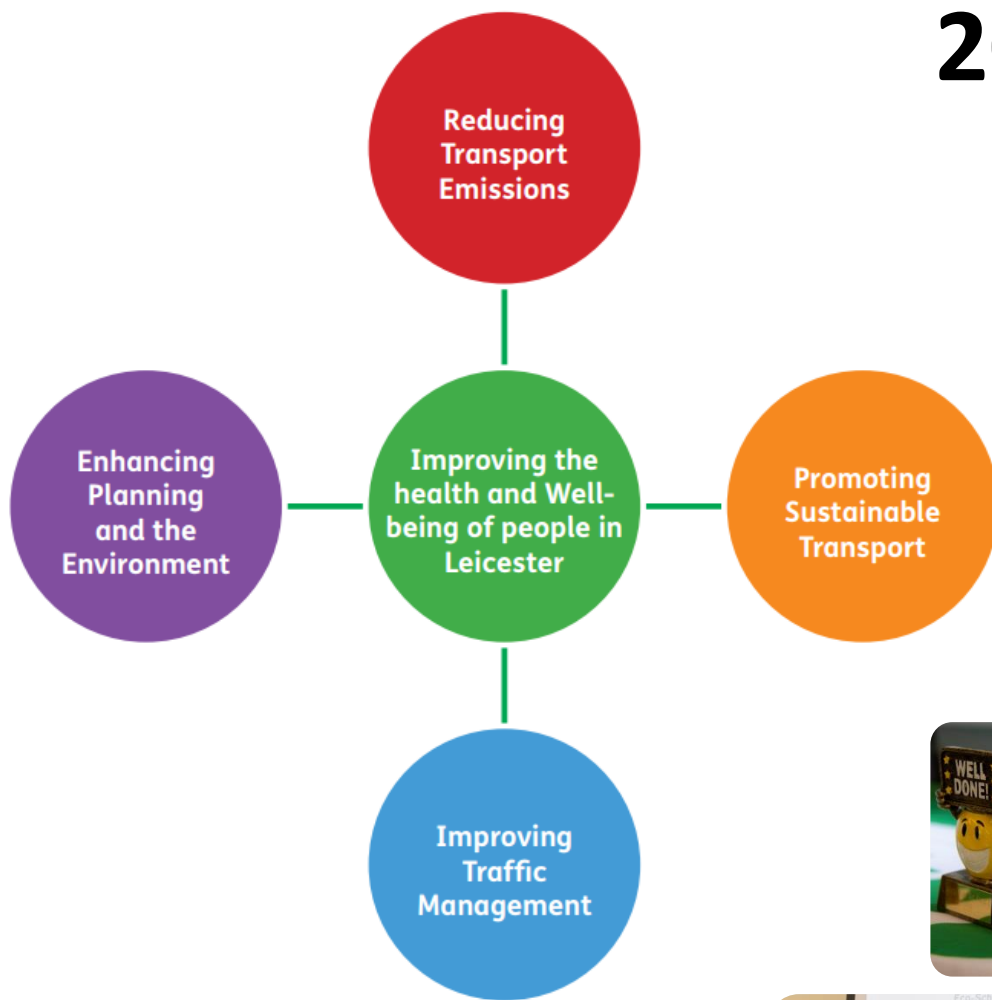 2
Reducing
Transport
Emissions
Enhancing
Planning
and the
Environment
Improving the
health and Well-
being of people in
Leicester
Promoting
Sustainable
Transport
Improving
Traffic
Management
WELL
DONE!